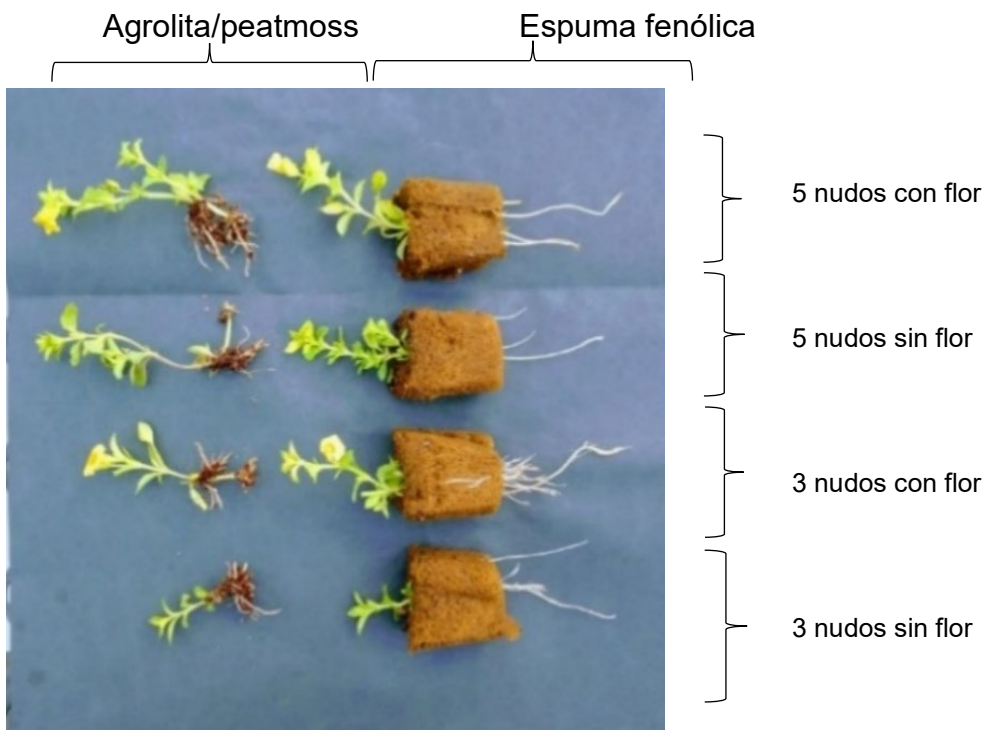 Agrolita/peatmoss
Espuma fenólica
5 nudos con flor
5 nudos sin flor
3 nudos con flor
3 nudos sin flor